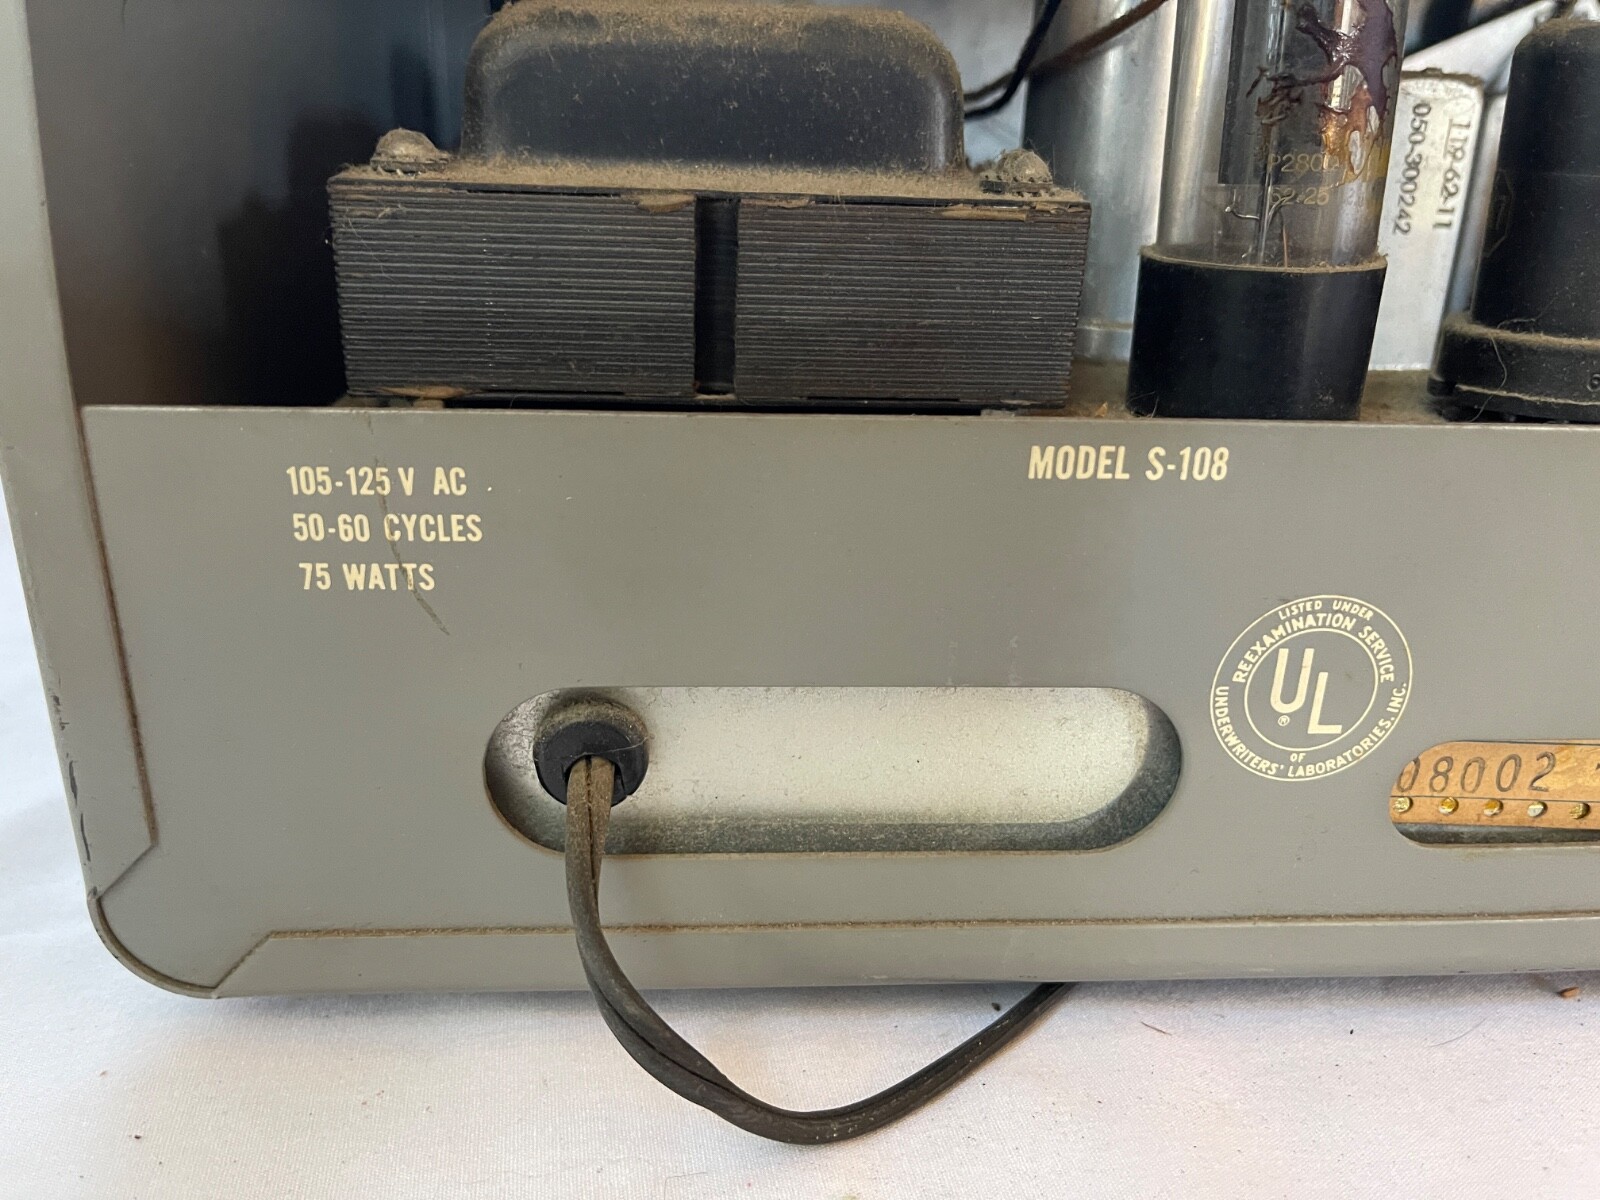 050-300242
105-125 V AC
50-60 CYCLES
75 WATTS
MODEL S-108
LISTED UNDER
REEXAMINATION SERVICE
UL
®
OF
UNDERWRITERS' LABORATORIES, INC.
08002